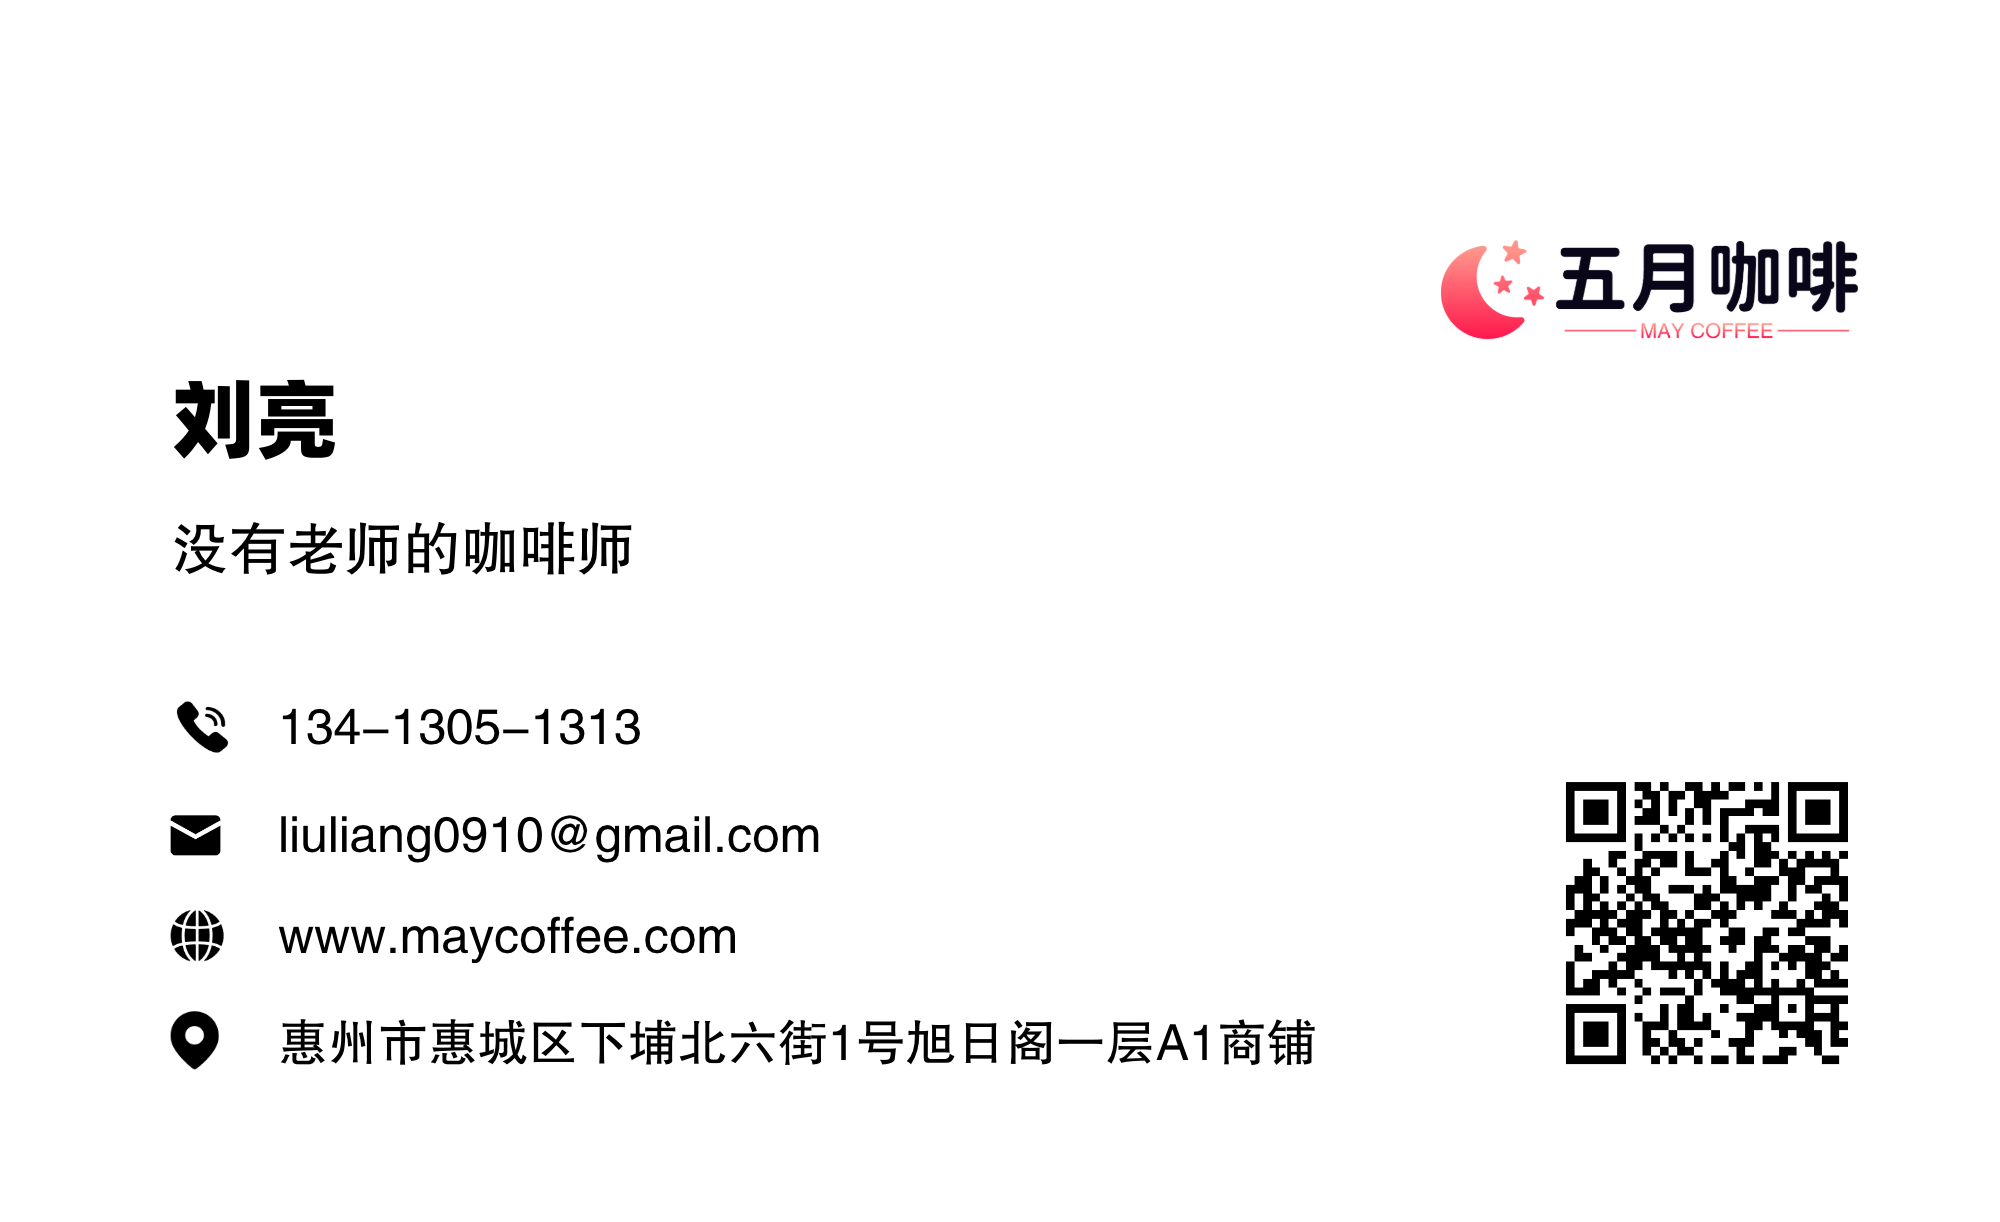 五月咖啡
MAY COFFEE
刘亮
没有老师的咖啡师
134-1305-1313
liuliang0910@gmail.com
www.maycoffee.com
惠州市惠城区下埔北六街1号旭日阁一层A1商铺